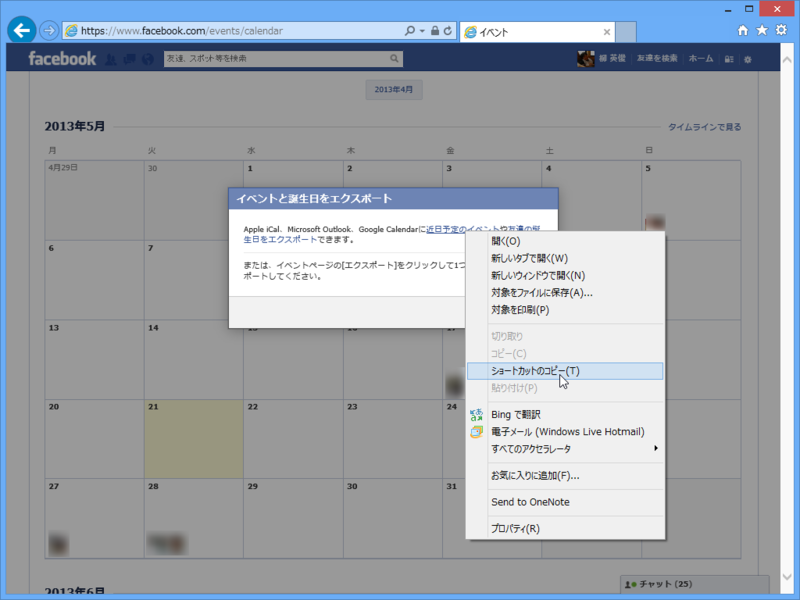 https://www.facebook.com/events/calendar
イベント
facebook
友達、スポット等を検索
友達を検索
ホーム
2013年4月
2013年5月
タイムラインで見る
月 火 水 木 金 土 日
4月29日 30 1 2 3 4 5
イベントと誕生日をエクスポート
Apple iCal、Microsoft Outlook、Google Calendarに近日予定のイベントや友達の誕
生日をエクスポートできます。
または、イベントページの[エクスポート]をクリックして1つ
ポートしてください。
開く(O)
新しいタブで開く(W)
新しいウィンドウで開く(N)
対象をファイルに保存(A)...
対象を印刷(P)
切り取り
コピー(C)
ショートカットのコピー(T)
貼り付け(P)
Bing で翻訳
電子メール (Windows Live Hotmail)
すべてのアクセラレータ
お気に入りに追加(F)...
Send to OneNote
プロパティ(R)
6 7
13 14
20 21 22 23 24
27 28 29 30 31
2013年6月
チャット (25)